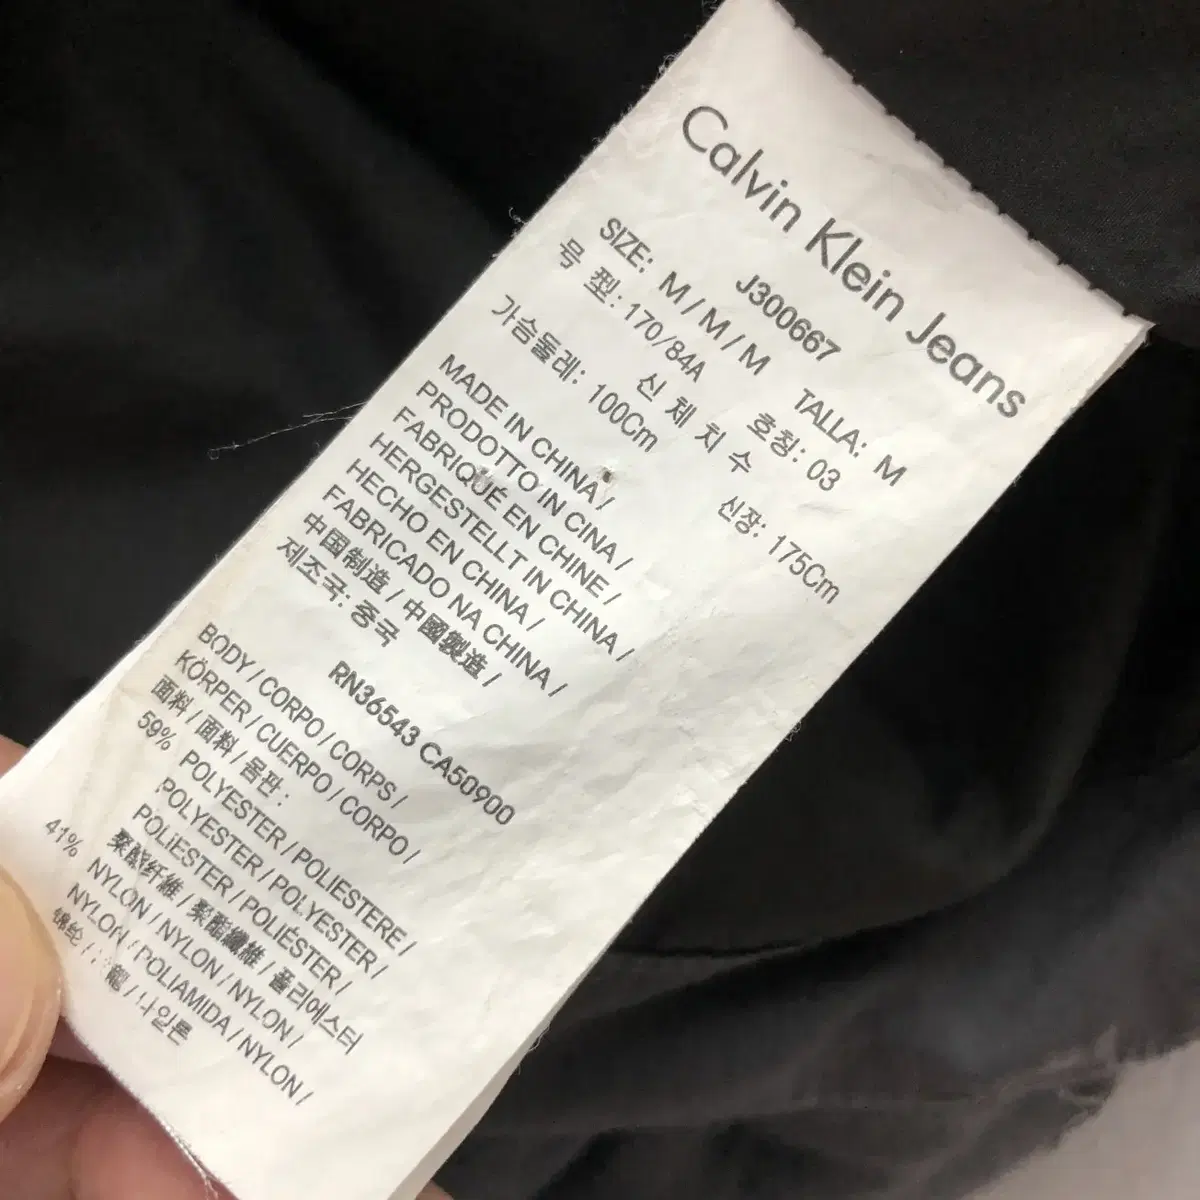 Calvin Klein Jeans
J300667
SIZE: M / M / M TALLA: M
号 型: 170/84A 호칭: 03
신 체 치 수
가슴둘레: 100Cm 신장: 175Cm
MADE IN CHINA /
PRODOTTO IN CINA /
FABRIQUÉ EN CHINE /
HERGESTELLT IN CHINA /
HECHO EN CHINA /
FABRICADO NA CHINA /
中国制造 / 中國製造 /
제조국: 중국
RN36543 CA50900
BODY / CORPO / CORPS /
KÖRPER / CUERPO / CORPO /
面料 / 面料 / 몸판:
59% POLYESTER / POLIESTERE /
POLYESTER / POLYESTER /
POLiESTER / POLIÉSTER /
聚酯纤维 / 聚酯纖維 / 폴리에스터
41% NYLON / NYLON / NYLON /
NYLON / POLIAMIDA / NYLON /
锦纶 / 龍 / 나일론